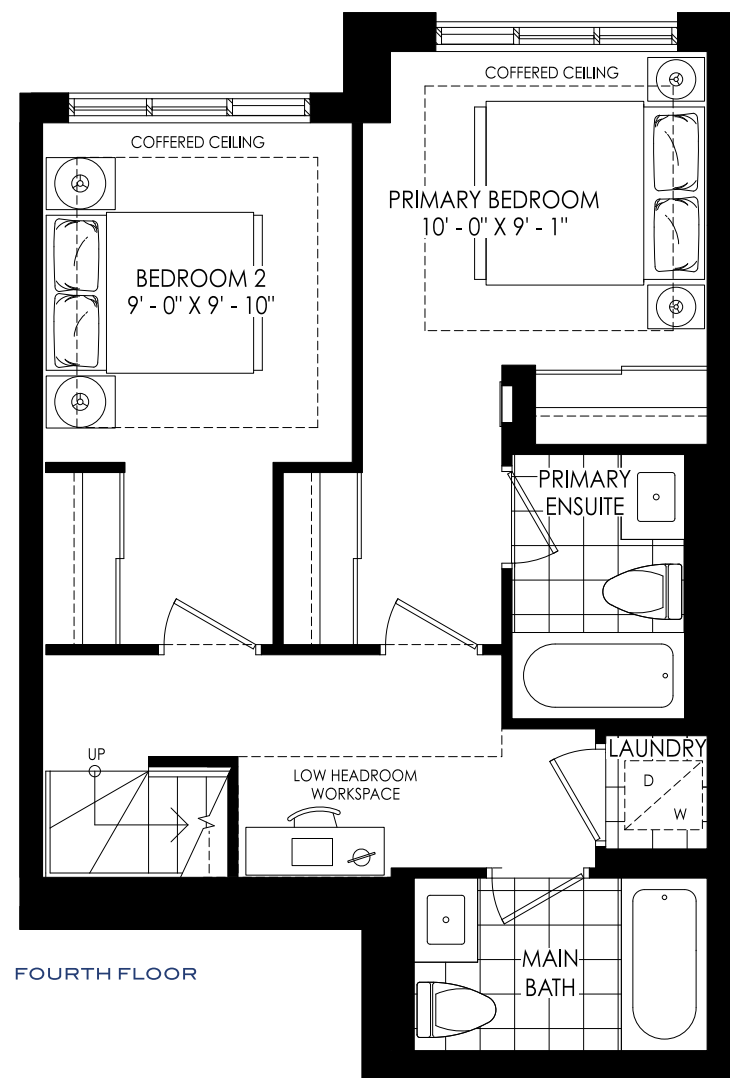 COFFERED CEILING
COFFERED CEILING
PRIMARY BEDROOM
10' - 0" X 9' - 1"
BEDROOM 2
9' - 0" X 9' - 10"
PRIMARY
ENSUITE
UP
LAUNDRY
LOW HEADROOM
WORKSPACE
D
W
MAIN
BATH
FOURTH FLOOR